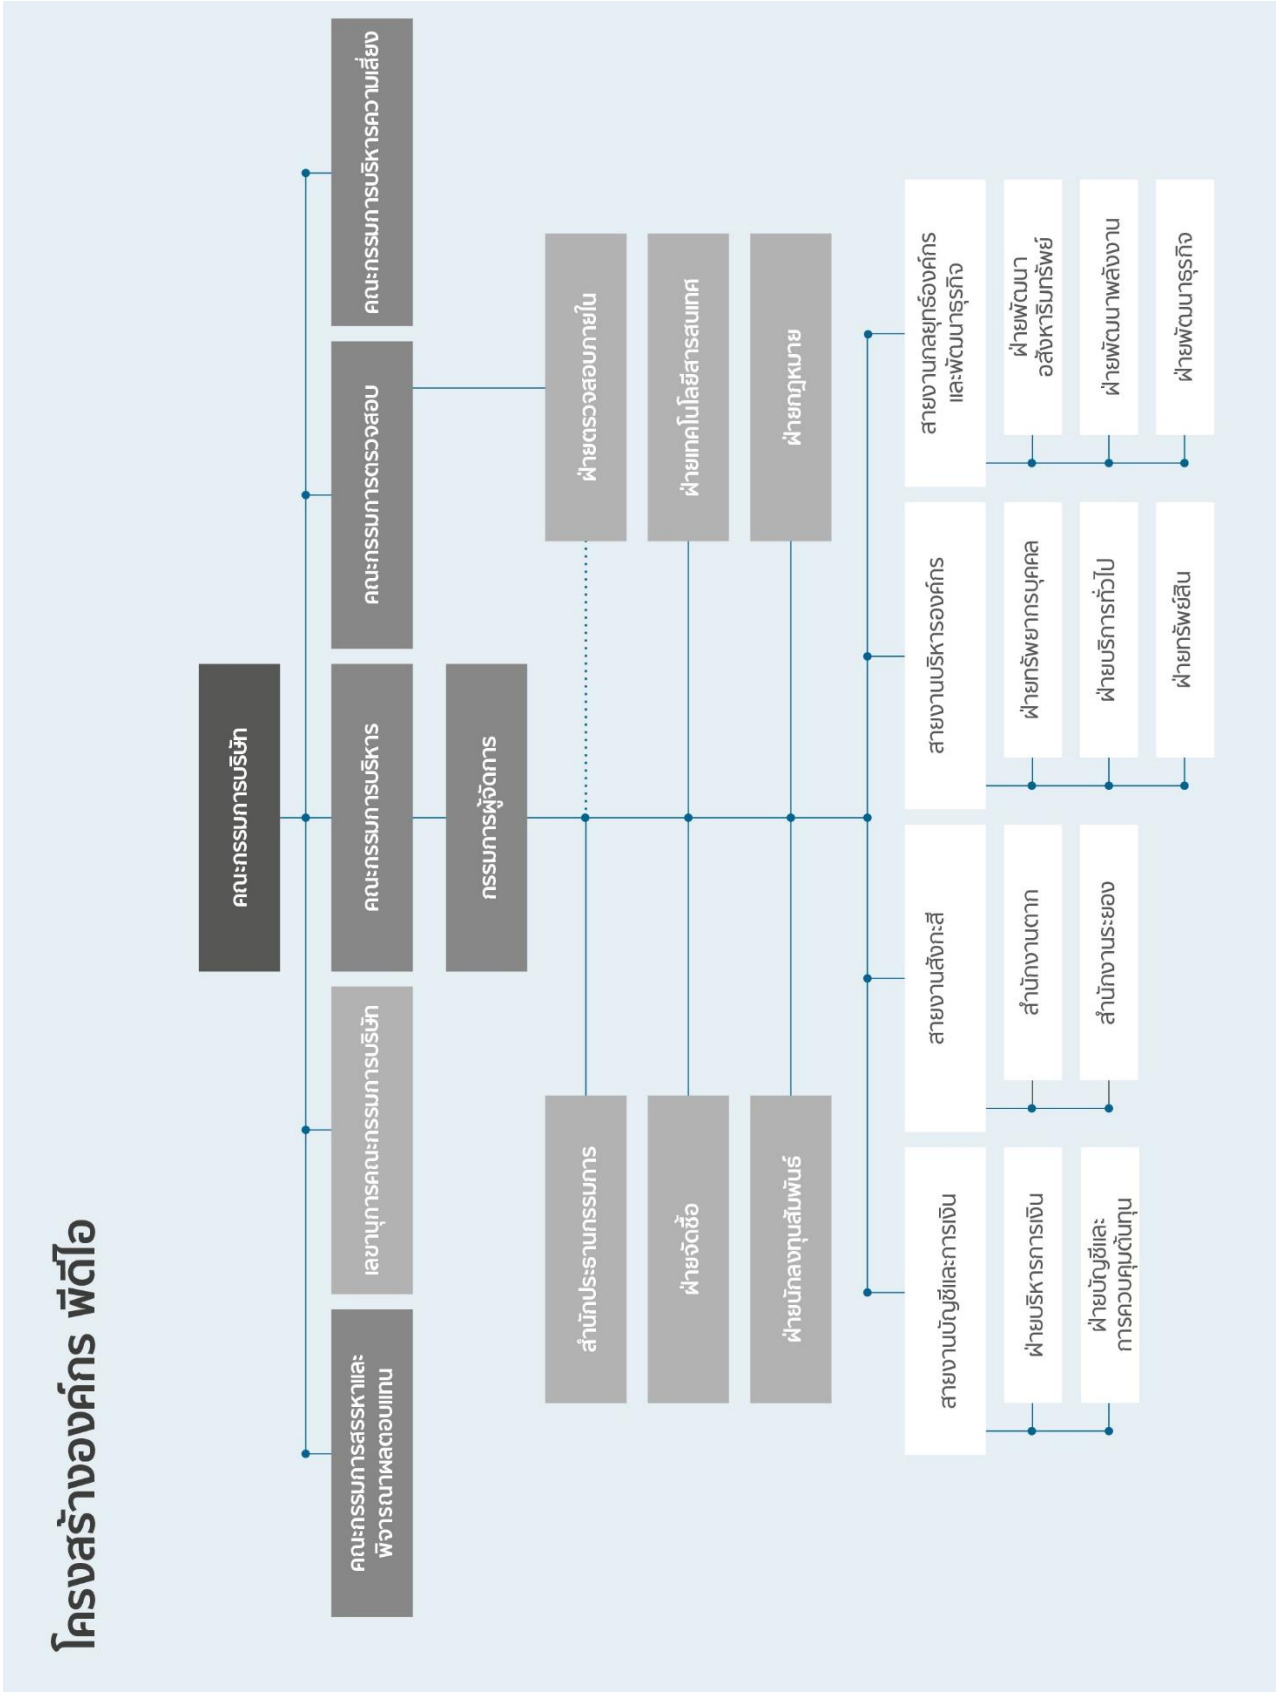 โครงสร้างองค์กร พีดีไอ
คณะกรรมการบริษัท
คณะกรรมการสรรหาและ
พิจารณาผลตอบแทน
เลขานุการคณะกรรมการบริษัท
คณะกรรมการบริหาร
คณะกรรมการตรวจสอบ
คณะกรรมการบริหารความเสี่ยง
กรรมการผู้จัดการ
สำนักประธานกรรมการ
ฝ่ายตรวจสอบภายใน
ฝ่ายจัดซื้อ
ฝ่ายเทคโนโลยีสารสนเทศ
ฝ่ายนักลงทุนสัมพันธ์
ฝ่ายกฎหมาย
สายงานบัญชีและการเงิน
ฝ่ายบริหารการเงิน
ฝ่ายบัญชีและ
การควบคุมต้นทุน
สายงานสังกะสี
สำนักงานตาก
สำนักงานระยอง
สายงานบริหารองค์กร
ฝ่ายทรัพยากรบุคคล
ฝ่ายบริการทั่วไป
ฝ่ายทรัพย์สิน
สายงานกลยุทธ์องค์กร
และพัฒนาธุรกิจ
ฝ่ายพัฒนา
อสังหาริมทรัพย์
ฝ่ายพัฒนาพลังงาน
ฝ่ายพัฒนาธุรกิจ